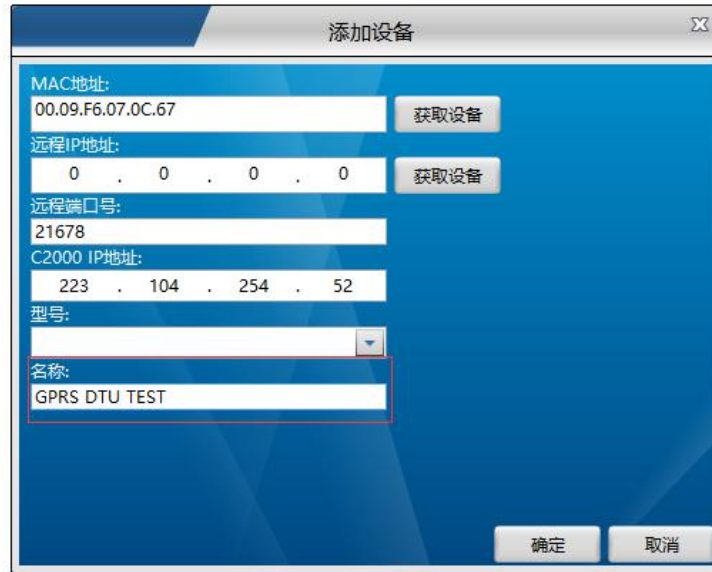 添加设备
MAC地址:
00.09.F6.07.0C.67
获取设备
远程IP地址:
0 . 0 . 0 . 0
获取设备
远程端口号:
21678
C2000 IP地址:
223 . 104 . 254 . 52
型号:
名称:
GPRS DTU TEST
确定
取消